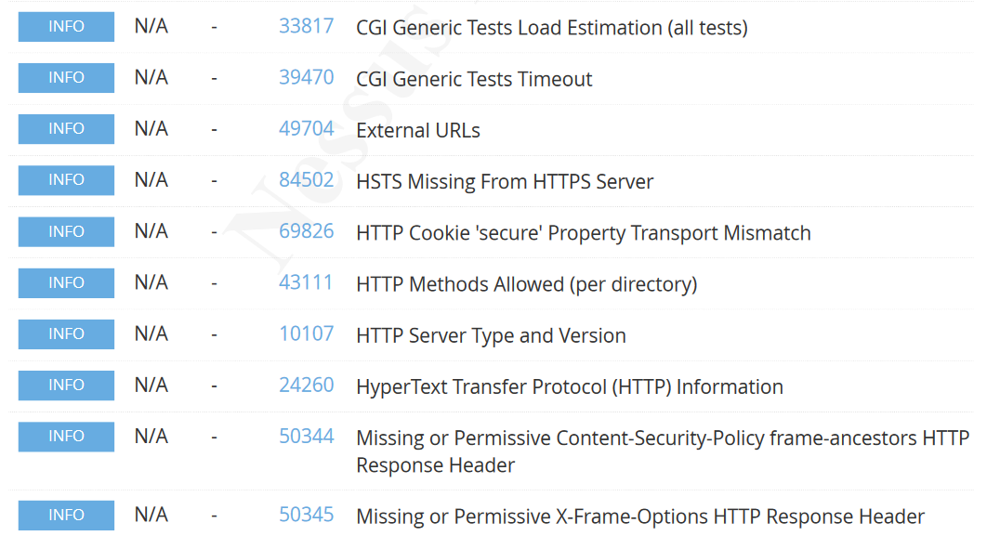 INFO N/A - 33817 CGI Generic Tests Load Estimation (all tests)
INFO N/A - 39470 CGI Generic Tests Timeout
INFO N/A - 49704 External URLs
INFO N/A - 84502 HSTS Missing From HTTPS Server
INFO N/A - 69826 HTTP Cookie 'secure' Property Transport Mismatch
INFO N/A - 43111 HTTP Methods Allowed (per directory)
INFO N/A - 10107 HTTP Server Type and Version
INFO N/A - 24260 HyperText Transfer Protocol (HTTP) Information
INFO N/A - 50344 Missing or Permissive Content-Security-Policy frame-ancestors HTTP
Response Header
INFO N/A - 50345 Missing or Permissive X-Frame-Options HTTP Response Header
Nessus